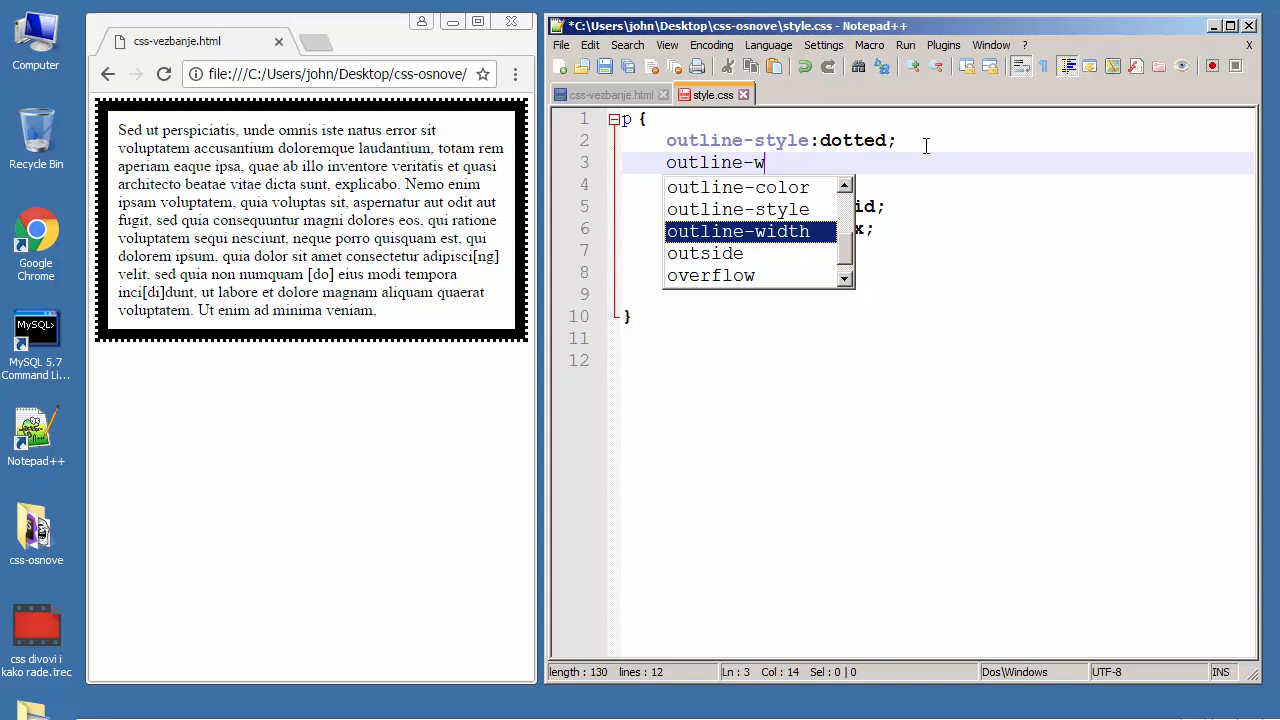 Computer
Recycle Bin
Google
Chrome
MySQL>
MySQL 5.7
Command Li...
Notepad++
css-osnove
css divovi i
kako rade.trec
css-vezbanje.html
file:///C:/Users/john/Desktop/css-osnove/
Sed ut perspiciatis, unde omnis iste natus error sit
voluptatem accusantium doloremque laudantium, totam rem
aperiam eaque ipsa, quae ab illo inventore veritatis et quasi
architecto beatae vitae dicta sunt, explicabo. Nemo enim
ipsam voluptatem, quia voluptas sit, aspernatur aut odit aut
fugit, sed quia consequuntur magni dolores eos, qui ratione
voluptatem sequi nesciunt, neque porro quisquam est, qui
dolorem ipsum, quia dolor sit amet consectetur adipisci[ng]
velit, sed quia non numquam [do] eius modi tempora
inci[di]dunt, ut labore et dolore magnam aliquam quaerat
voluptatem. Ut enim ad minima veniam,
*C:\Users\john\Desktop\css-osnove\style.css - Notepad++
File Edit Search View Encoding Language Settings Macro Run Plugins Window ? X
css-vezbanje.html style.css
1 p {
2 outline-style:dotted;
3 outline-w
4
5 id;
6 x;
7
8
9
10 }
11
12
outline-color
outline-style
outline-width
outside
overflow
length : 130 lines : 12 Ln : 3 Col : 14 Sel : 0 | 0 Dos\Windows UTF-8 INS